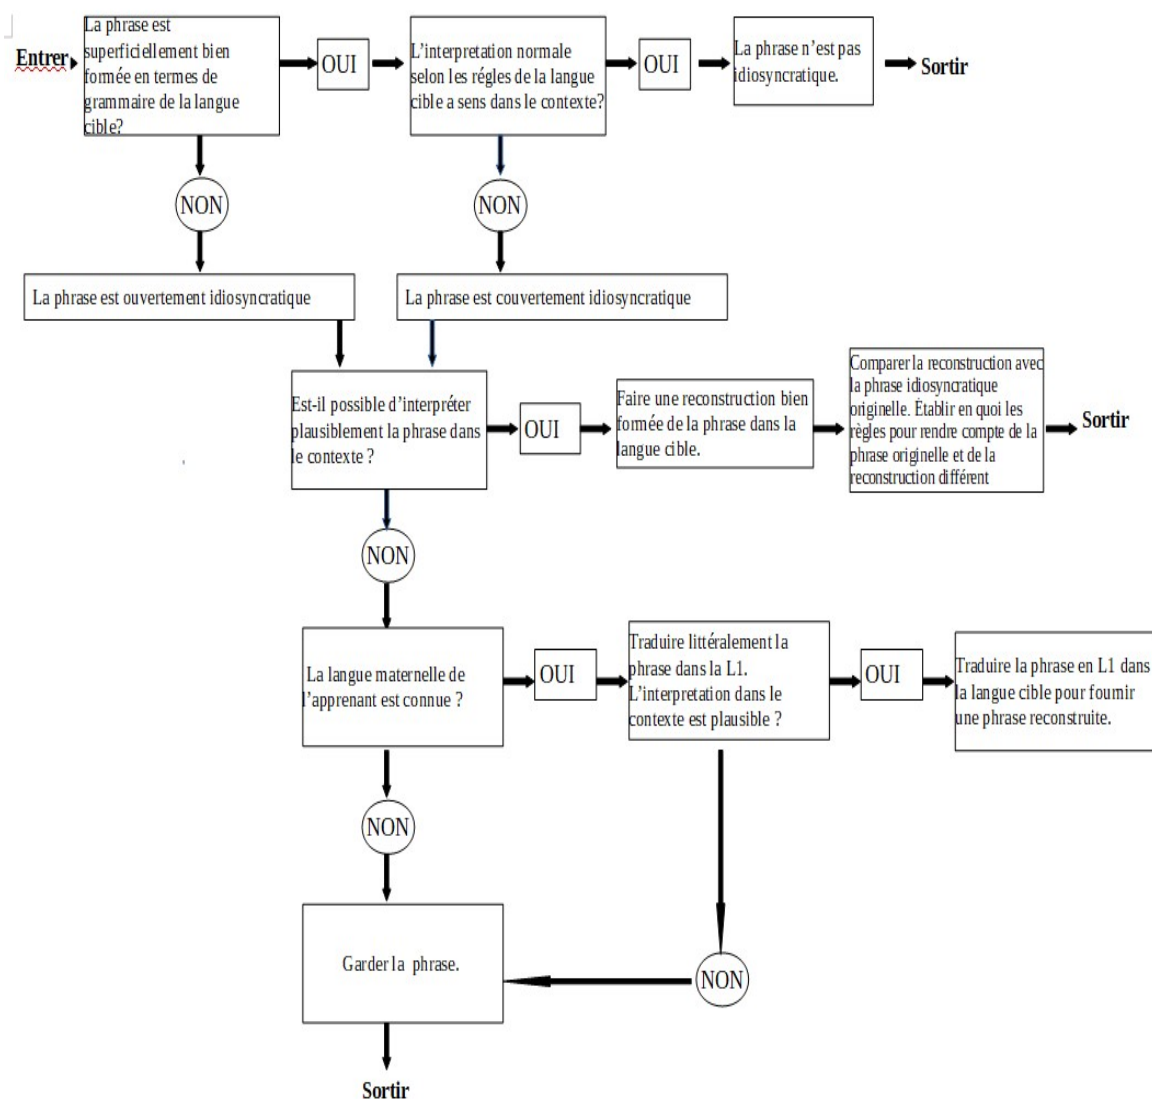 La phrase est
superficiellement bien
formée en termes de
grammaire de la langue
cible?
Entrer
OUI
L’interpretation normale
selon les régles de la langue
cible a sens dans le contexte?
OUI
La phrase n’est pas
idiosyncratique.
Sortir
NON
NON
La phrase est ouvertement idiosyncratique
La phrase est couvertement idiosyncratique
Est-il possible d’interpréter
plausiblement la phrase dans
le contexte ?
OUI
Faire une reconstruction bien
formée de la phrase dans la
langue cible.
Comparer la reconstruction avec
la phrase idiosyncratique
originelle. Établir en quoi les
règles pour rendre compte de la
phrase originelle et de la
reconstruction différent
Sortir
NON
La langue maternelle de
l’apprenant est connue ?
OUI
Traduire littéralement la
phrase dans la L1.
L’interpretation dans le
contexte est plausible ?
OUI
Traduire la phrase en L1 dans
la langue cible pour fournir
une phrase reconstruite.
NON
Garder la phrase.
NON
Sortir